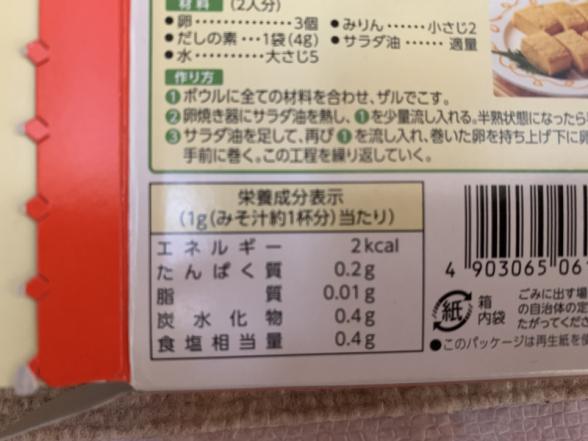 材料 (2人分)
●卵・・・・・・・・・・・・・・3個 ●みりん・・・・・・小さじ2
●だしの素・・・1袋(4g) ●サラダ油・・・・・・適量
●水・・・・・・・・・・大さじ5
作り方
❶ボウルに全ての材料を合わせ、ザルでこす。
❷卵焼き器にサラダ油を熱し、❶を少量流し入れる。半熟状態になったら
❸サラダ油を足して、再び❶を流し入れ、巻いた卵を持ち上げ下に
手前に巻く。この工程を繰り返していく。
栄養成分表示
(1g(みそ汁約1杯分)当たり)
エネルギー 2kcal
たんぱく質 0.2g
脂質 0.01g
炭水化物 0.4g
食塩相当量 0.4g
4 903065 06
紙 箱 内袋
ごみに出す場
の自治体の定
たがってくださ
●このパッケージは再生紙を使